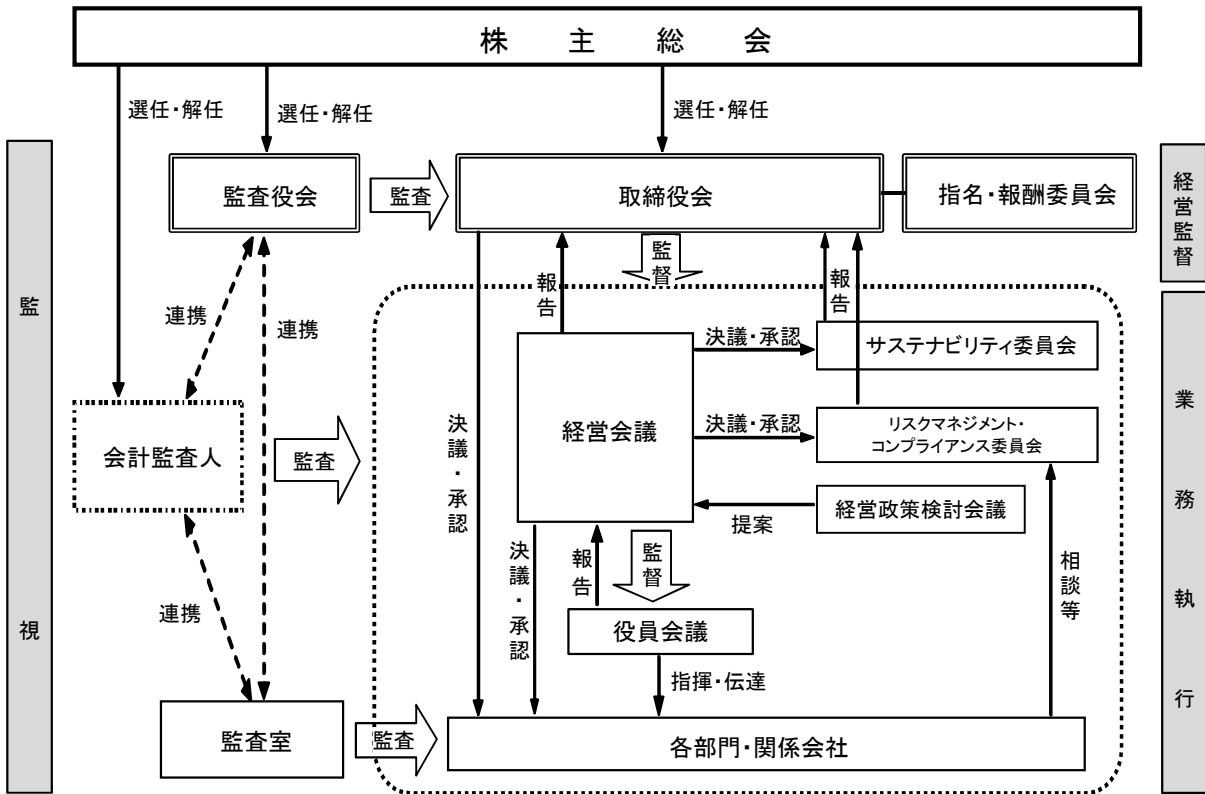 株主総会
選任・解任
選任・解任
選任・解任
監査役会
監査
取締役会
指名・報酬委員会
経営監督
監視
業務執行
監督
報告
報告
連携
連携
決議・承認
サステナビリティ委員会
経営会議
決議・承認
リスクマネジメント・
コンプライアンス委員会
会計監査人
監査
決議・承認
提案
経営政策検討会議
決議・承認
報告
監督
相談等
連携
役員会議
指揮・伝達
監査室
監査
各部門・関係会社